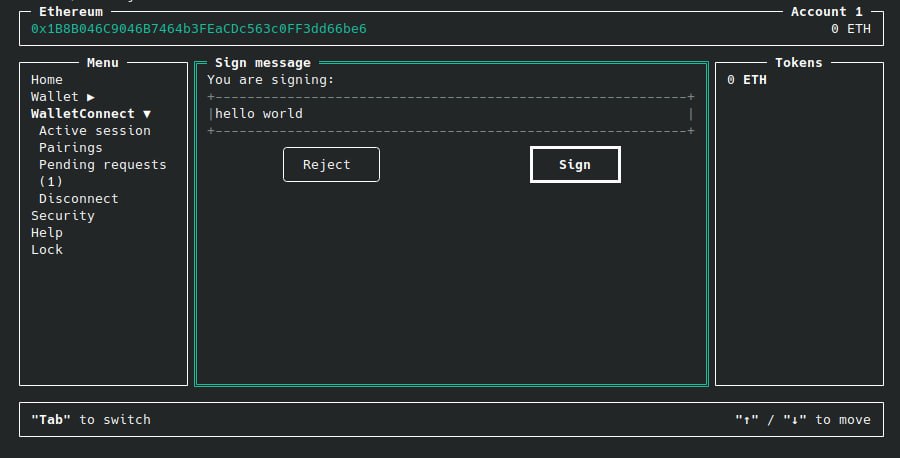 Ethereum
Account 1
0x1B8B046C9046B7464b3FEaCDc563c0FF3dd66be6
0 ETH
Menu
Home
Wallet ▶
WalletConnect ▼
Active session
Pairings
Pending requests
(1)
Disconnect
Security
Help
Lock
Sign message
You are signing:
hello world
Reject
Sign
Tokens
0 ETH
"Tab" to switch
"↑" / "↓" to move